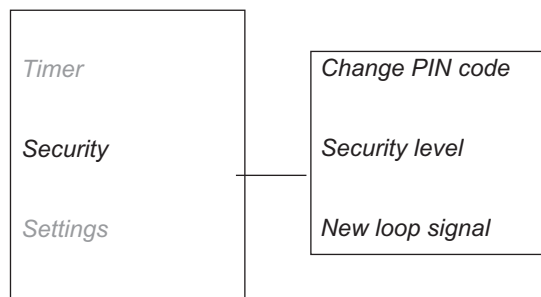 Timer
Security
Settings
Change PIN code
Security level
New loop signal